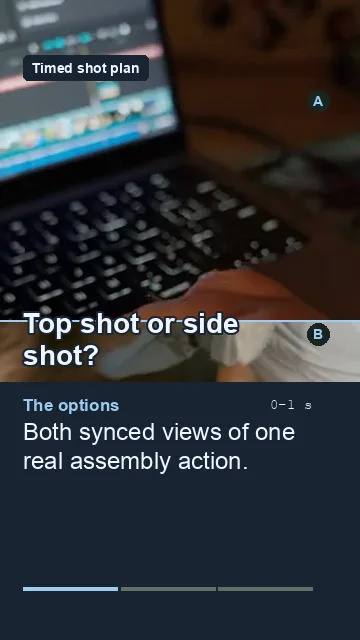 Timed shot plan
A
Top shot or side
shot?
B
The options
0–1 s
Both synced views of one
real assembly action.